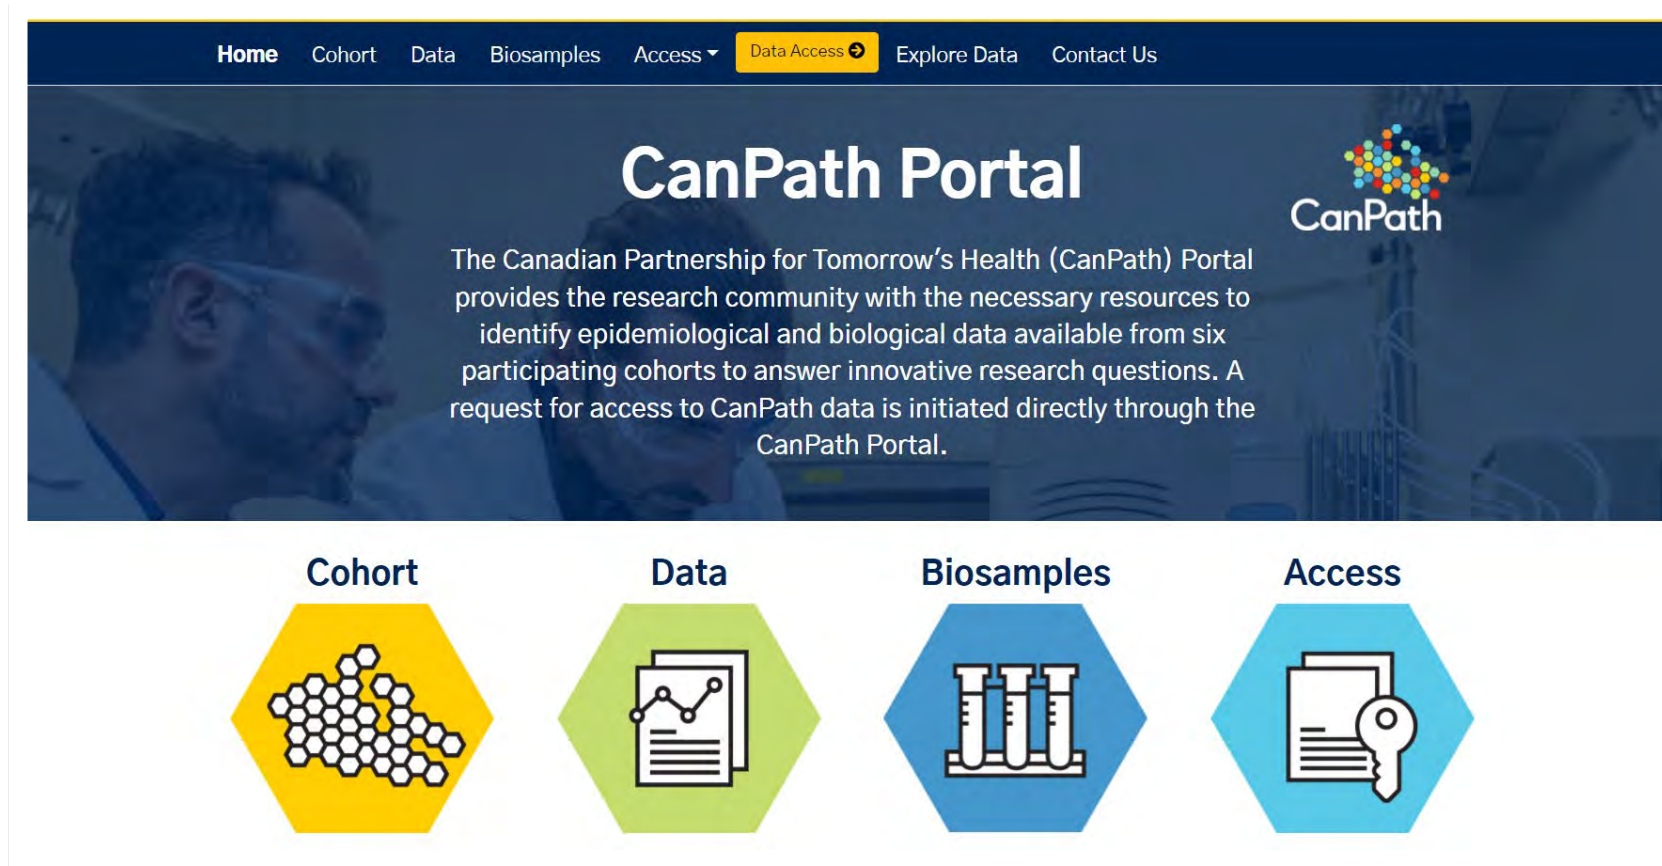 Home Cohort Data Biosamples Access Data Access Explore Data Contact Us
CanPath Portal
CanPath
The Canadian Partnership for Tomorrow's Health (CanPath) Portal
provides the research community with the necessary resources to
identify epidemiological and biological data available from six
participating cohorts to answer innovative research questions. A
request for access to CanPath data is initiated directly through the
CanPath Portal.
Cohort Data Biosamples Access